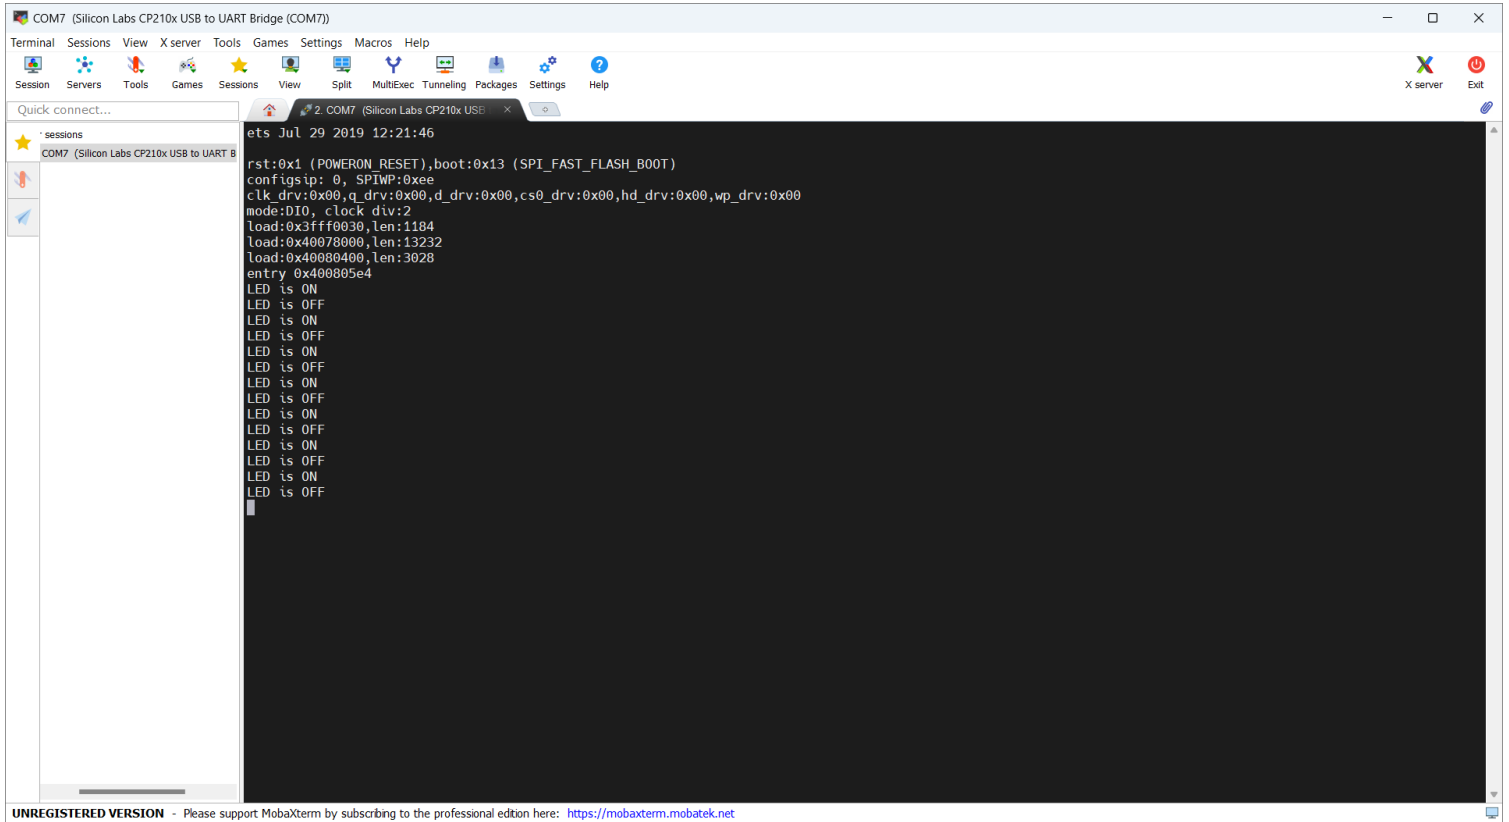 COM7 (Silicon Labs CP210x USB to UART Bridge (COM7))
Terminal Sessions View X server Tools Games Settings Macros Help
Session Servers Tools Games Sessions View Split MultiExec Tunneling Packages Settings Help X server Exit
Quick connect...
2. COM7 (Silicon Labs CP210x USB
sessions
COM7 (Silicon Labs CP210x USB to UART B
ets Jul 29 2019 12:21:46
rst:0x1 (POWERON_RESET),boot:0x13 (SPI_FAST_FLASH_BOOT)
configsip: 0, SPIWP:0xee
clk_drv:0x00,q_drv:0x00,d_drv:0x00,cs0_drv:0x00,hd_drv:0x00,wp_drv:0x00
mode:DIO, clock div:2
load:0x3fff0030,len:1184
load:0x40078000,len:13232
load:0x40080400,len:3028
entry 0x400805e4
LED is ON
LED is OFF
LED is ON
LED is OFF
LED is ON
LED is OFF
LED is ON
LED is OFF
LED is ON
LED is OFF
LED is ON
LED is OFF
LED is ON
LED is OFF
UNREGISTERED VERSION - Please support MobaXterm by subscribing to the professional edition here: https://mobaxterm.mobatek.net